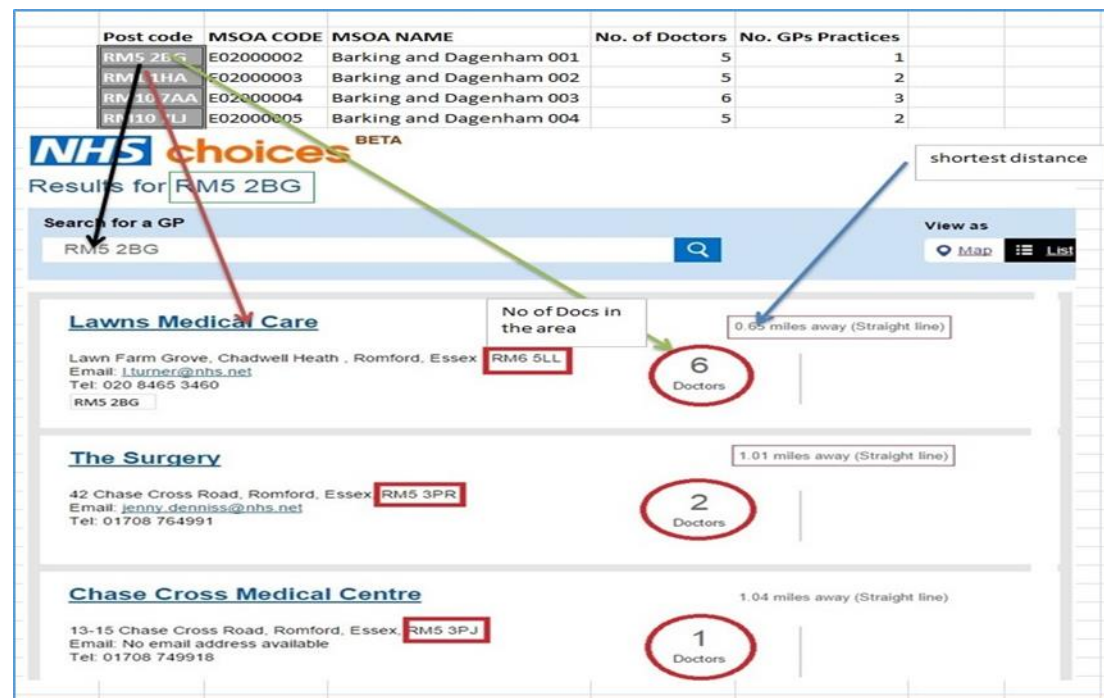 Post code MSOA CODE MSOA NAME No. of Doctors No. GPs Practices
RM5 2BG E02000002 Barking and Dagenham 001 5 1
E02000003 Barking and Dagenham 002 5 2
RM10 7AA E02000004 Barking and Dagenham 003 6 3
E02000005 Barking and Dagenham 004 5 2
NHS choices BETA
shortest distance
Results for RM5 2BG
Search for a GP View as
RM5 2BG Map List
Lawns Medical Care
No of Docs in
the area
0.65 miles away (Straight line)
Lawn Farm Grove, Chadwell Heath , Romford, Essex RM6 5LL
Email: l.turner@nhs.net
Tel: 020 8465 3460
RM5 2BG
6
Doctors
The Surgery
1.01 miles away (Straight line)
42 Chase Cross Road, Romford, Essex RM5 3PR
Email: jenny.denniss@nhs.net
Tel: 01708 764991
2
Doctors
Chase Cross Medical Centre
1.04 miles away (Straight line)
13-15 Chase Cross Road, Romford, Essex, RM5 3PJ
Email: No email address available
Tel: 01708 749918
1
Doctors